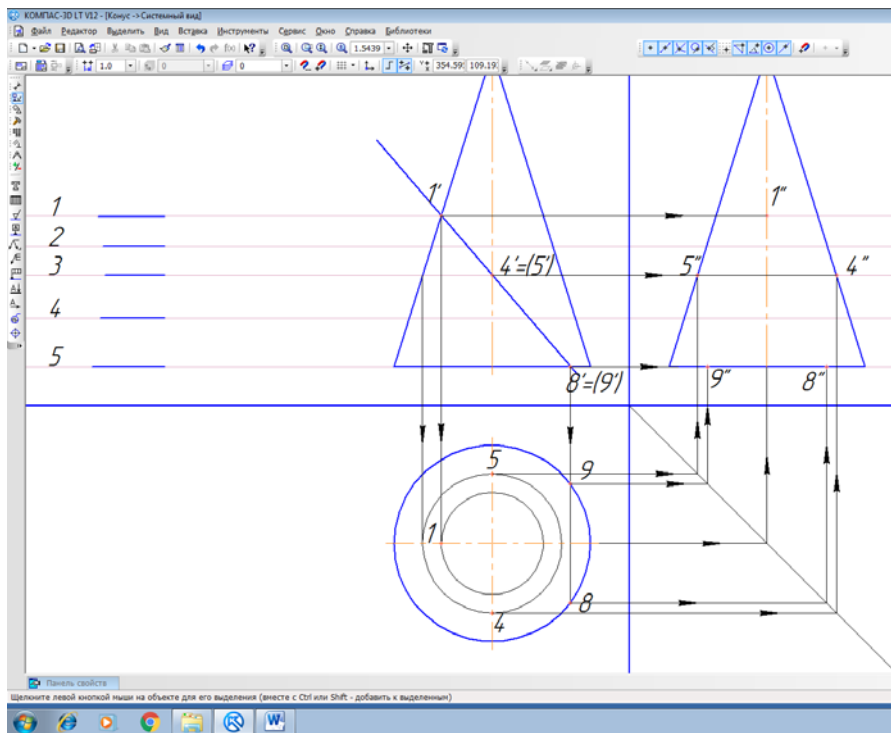 КОМПАС-3D LT V12 - [Конус ->Системный вид]
Файл Редактор Выделить Вид Вставка Инструменты Сервис Окно Справка Библиотеки
1.5439
1.0 0 0 354.59 109.19
1 1' 1"
2
3 4'=(5') 5" 4"
4
5 8'=(9') 9" 8"
5 9
1
4 8
Панель свойств
Щелкните левой кнопкой мыши на объекте для его выделения (вместе с Ctrl или Shift - добавить к выделенным)